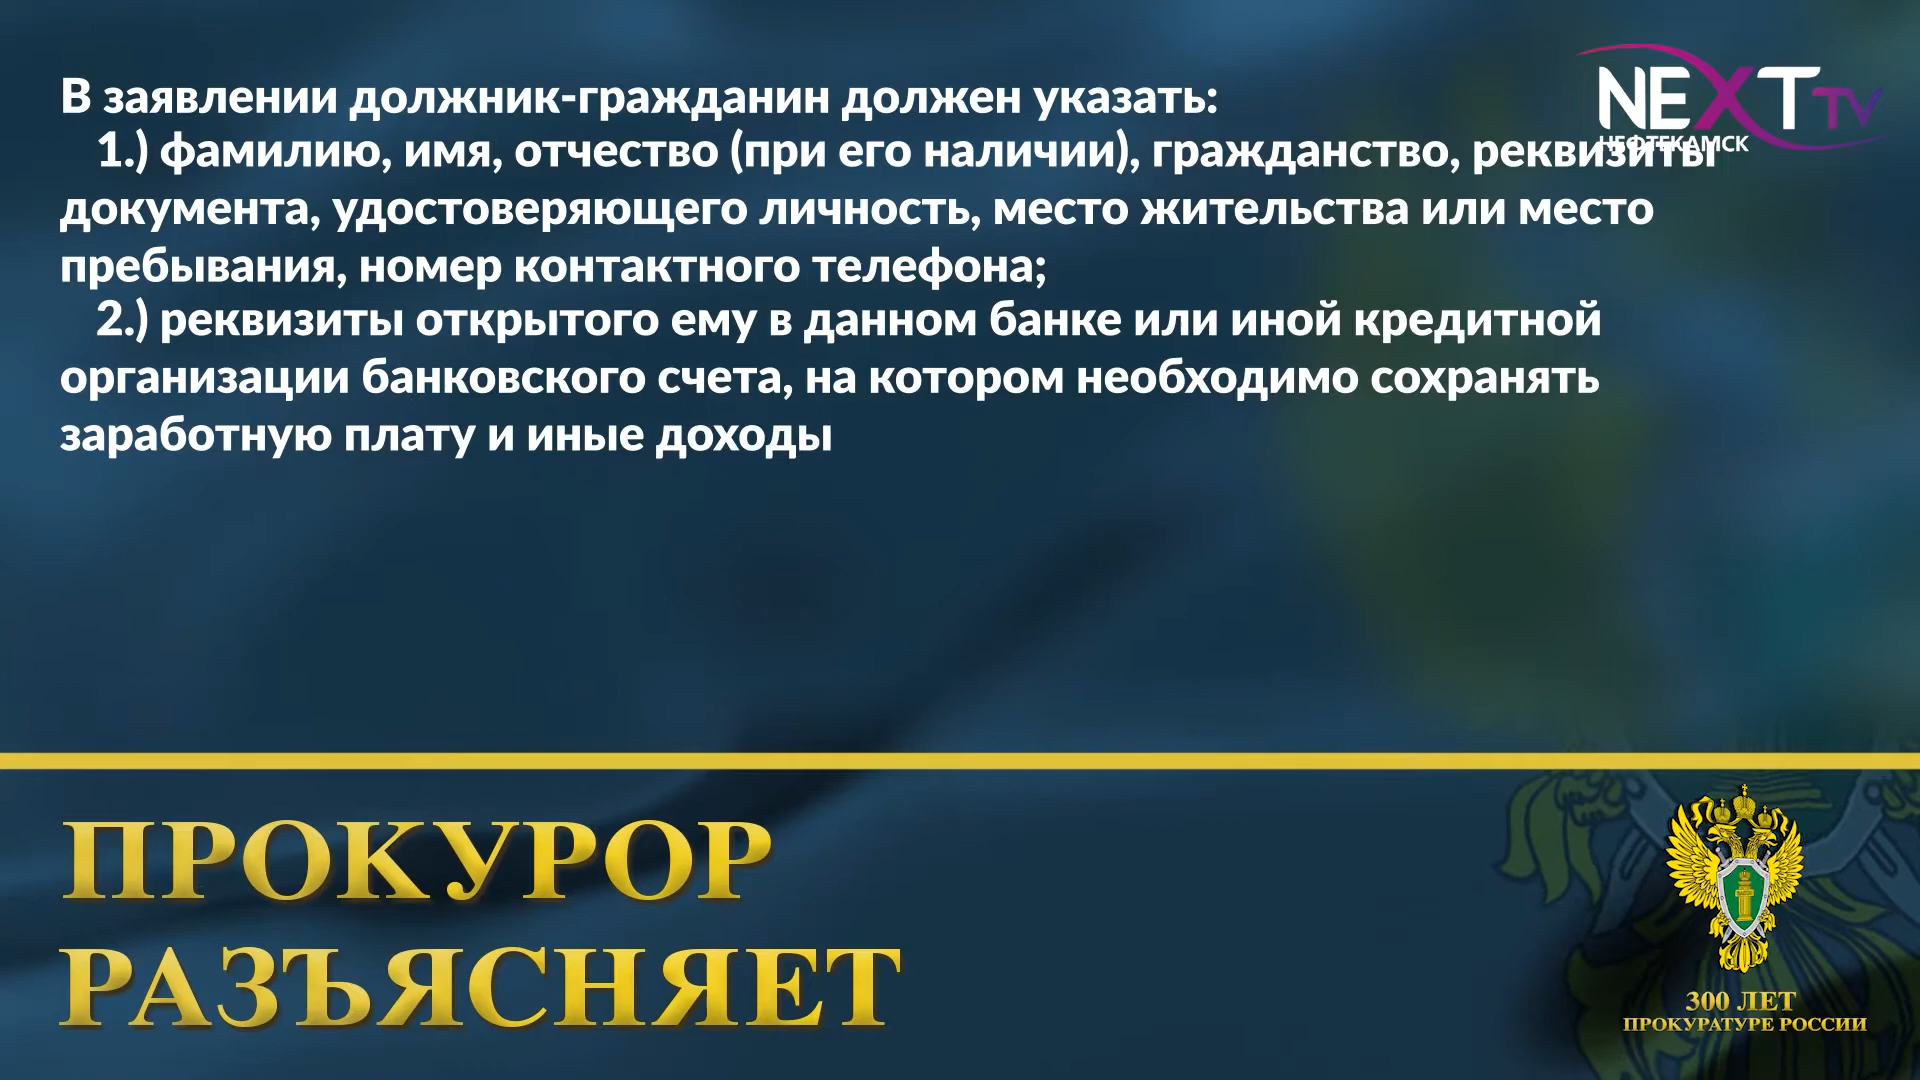 В заявлении должник-гражданин должен указать:
1.) фамилию, имя, отчество (при его наличии), гражданство, реквизиты
документа, удостоверяющего личность, место жительства или место
пребывания, номер контактного телефона;
2.) реквизиты открытого ему в данном банке или иной кредитной
организации банковского счета, на котором необходимо сохранять
заработную плату и иные доходы
NEXT TV
НЕФТЕКАМСК
ПРОКУРОР
РАЗЪЯСНЯЕТ
300 ЛЕТ
ПРОКУРАТУРЕ РОССИИ